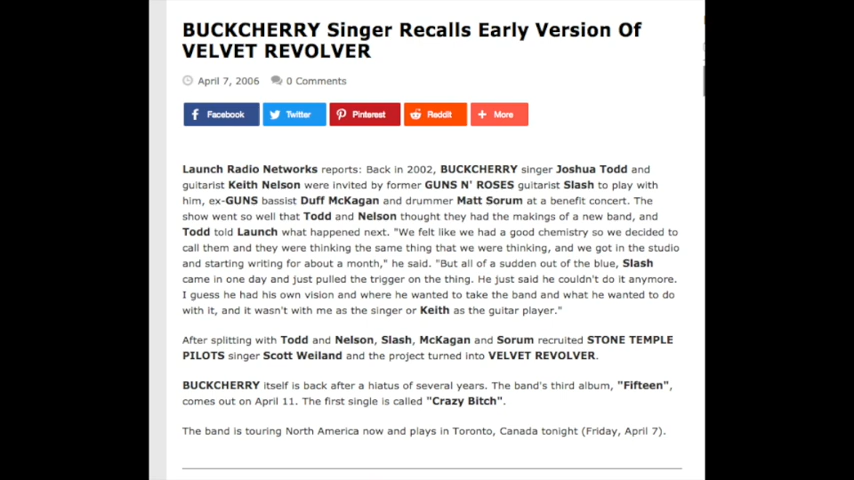 BUCKCHERRY Singer Recalls Early Version Of
VELVET REVOLVER
April 7, 2006 0 Comments
Facebook Twitter Pinterest Reddit More
Launch Radio Networks reports: Back in 2002, BUCKCHERRY singer Joshua Todd and
guitarist Keith Nelson were invited by former GUNS N' ROSES guitarist Slash to play with
him, ex-GUNS bassist Duff McKagan and drummer Matt Sorum at a benefit concert. The
show went so well that Todd and Nelson thought they had the makings of a new band, and
Todd told Launch what happened next. "We felt like we had a good chemistry so we decided to
call them and they were thinking the same thing that we were thinking, and we got in the studio
and starting writing for about a month," he said. "But all of a sudden out of the blue, Slash
came in one day and just pulled the trigger on the thing. He just said he couldn't do it anymore.
I guess he had his own vision and where he wanted to take the band and what he wanted to do
with it, and it wasn't with me as the singer or Keith as the guitar player."
After splitting with Todd and Nelson, Slash, McKagan and Sorum recruited STONE TEMPLE
PILOTS singer Scott Weiland and the project turned into VELVET REVOLVER.
BUCKCHERRY itself is back after a hiatus of several years. The band's third album, "Fifteen",
comes out on April 11. The first single is called "Crazy Bitch".
The band is touring North America now and plays in Toronto, Canada tonight (Friday, April 7).